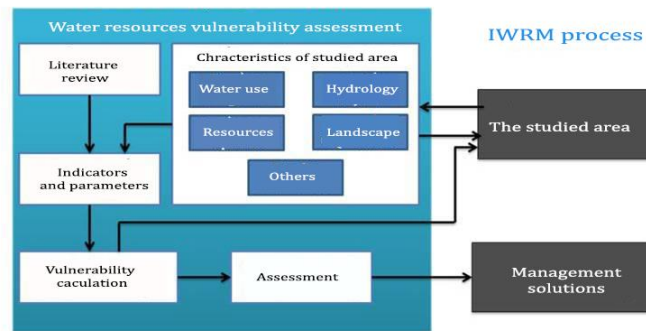 Water resources vulnerability assessment
IWRM process
Literature
review
Chracteristics of studied area
Water use
Hydrology
Resources
Landscape
Others
The studied area
Indicators
and parameters
Vulnerability
caculation
Assessment
Management
solutions